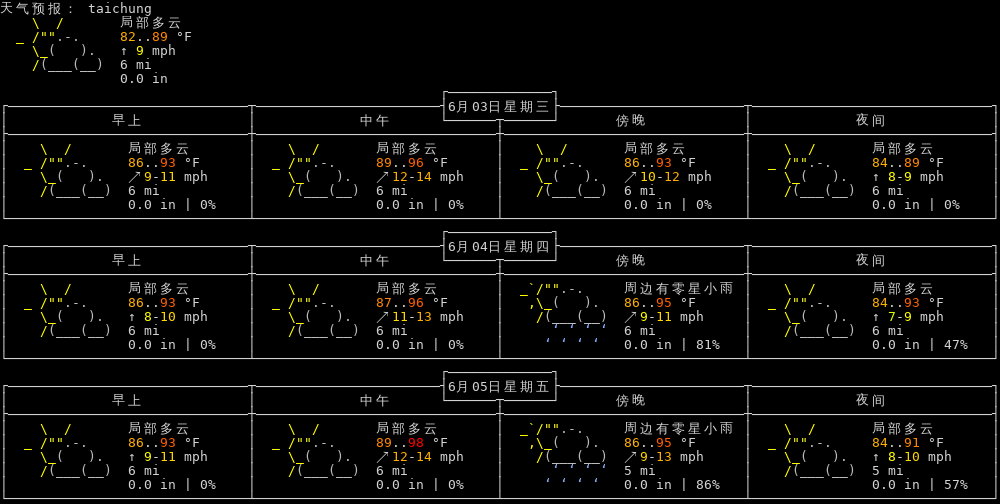 天气预报： taichung
局部多云
82..89 °F
↑ 9 mph
6 mi
0.0 in
6月03日星期三
早上 中午 傍晚 夜间
局部多云 局部多云 局部多云 局部多云
86..93 °F 89..96 °F 86..93 °F 84..89 °F
↗ 9-11 mph ↗ 12-14 mph ↗ 10-12 mph ↑ 8-9 mph
6 mi 6 mi 6 mi 6 mi
0.0 in | 0% 0.0 in | 0% 0.0 in | 0% 0.0 in | 0%
6月04日星期四
早上 中午 傍晚 夜间
局部多云 局部多云 周边有零星小雨 局部多云
86..93 °F 87..96 °F 86..95 °F 84..93 °F
↑ 8-10 mph ↗ 11-13 mph ↗ 9-11 mph ↑ 7-9 mph
6 mi 6 mi 6 mi 6 mi
0.0 in | 0% 0.0 in | 0% 0.0 in | 81% 0.0 in | 47%
6月05日星期五
早上 中午 傍晚 夜间
局部多云 局部多云 周边有零星小雨 局部多云
86..93 °F 89..98 °F 86..95 °F 84..91 °F
↑ 9-11 mph ↗ 12-14 mph ↗ 9-13 mph ↑ 8-10 mph
6 mi 6 mi 5 mi 5 mi
0.0 in | 0% 0.0 in | 0% 0.0 in | 86% 0.0 in | 57%